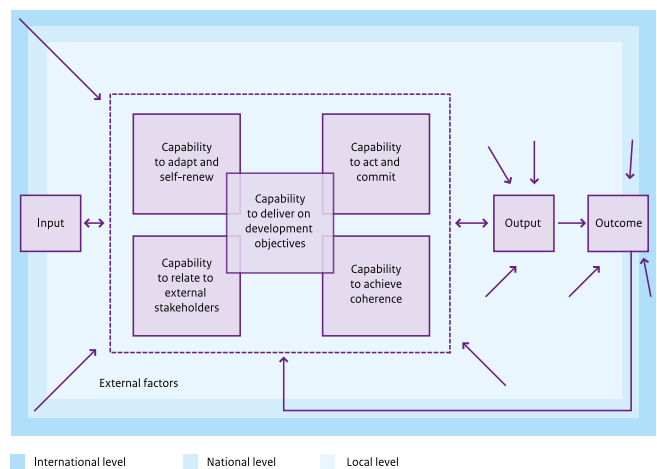 Capability
to adapt and
self-renew
Capability
to act and
commit
Capability
to deliver on
development
objectives
Input
Output
Outcome
Capability
to relate to
external
stakeholders
Capability
to achieve
coherence
External factors
International level
National level
Local level